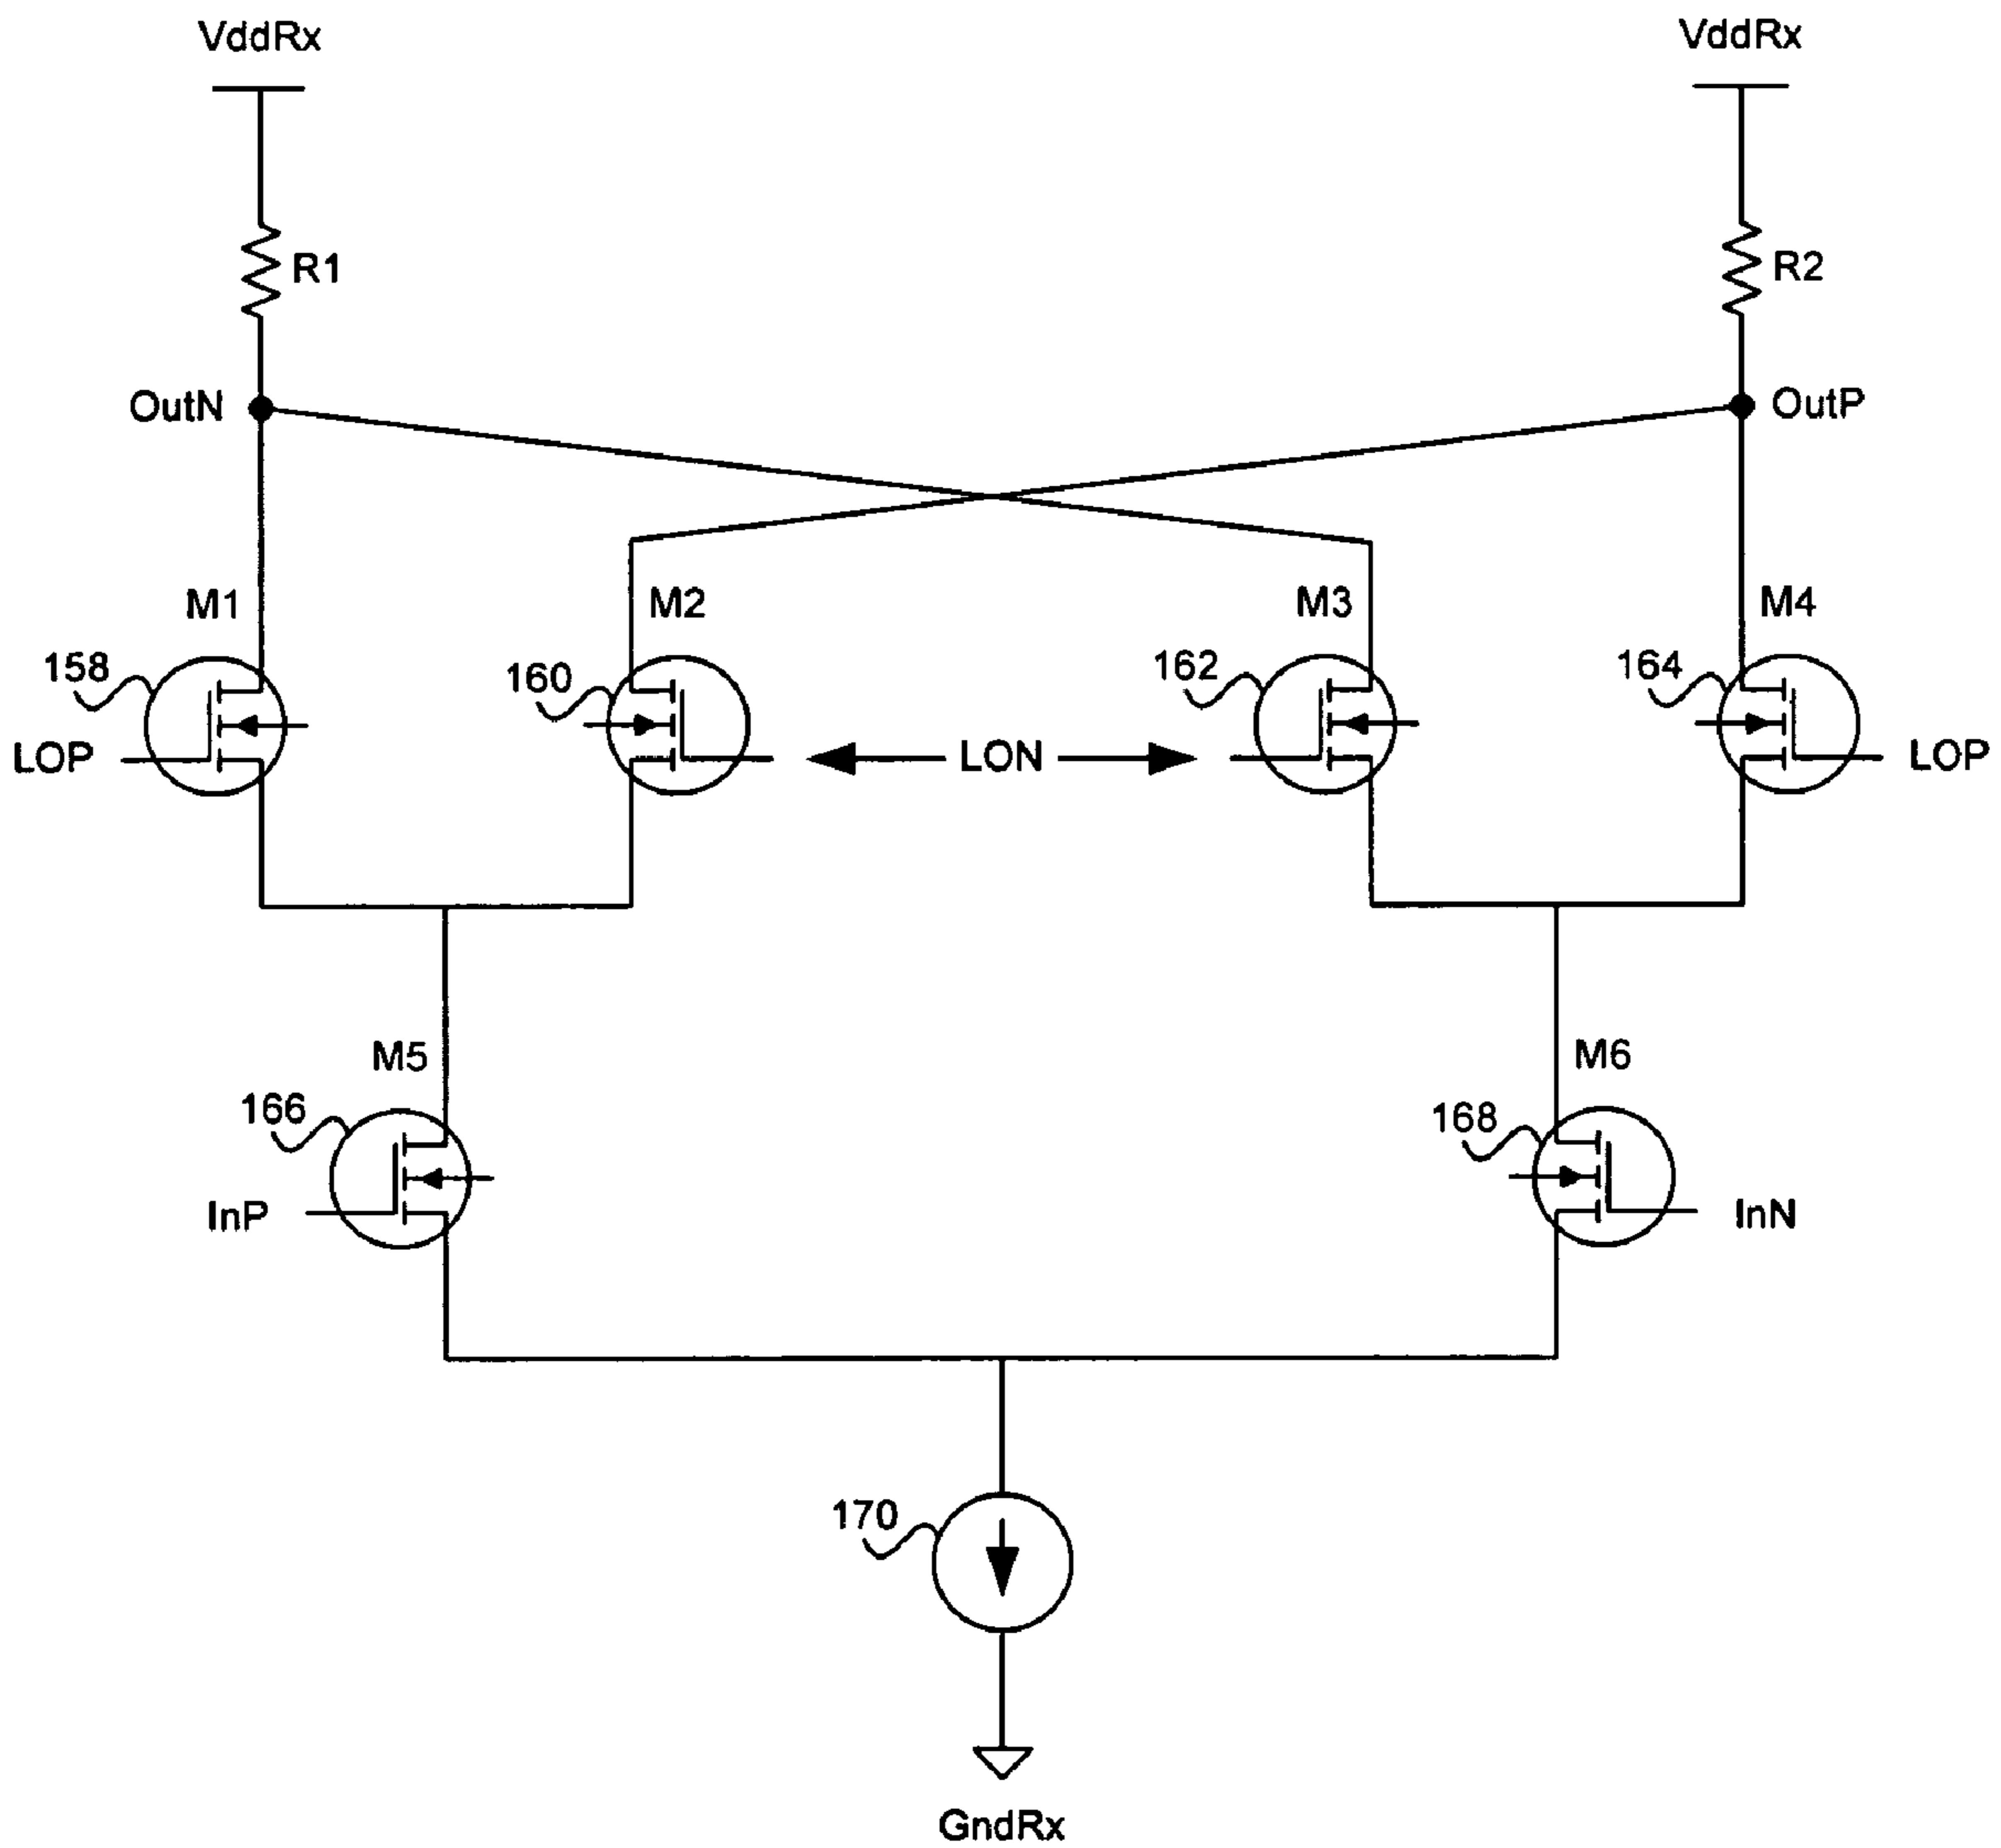 VddRx
VddRx
R1
R2
OutN
OutP
M1
M2
M3
M4
158
160
162
164
LOP
LON
LOP
M5
M6
166
168
InP
InN
170
GndRx